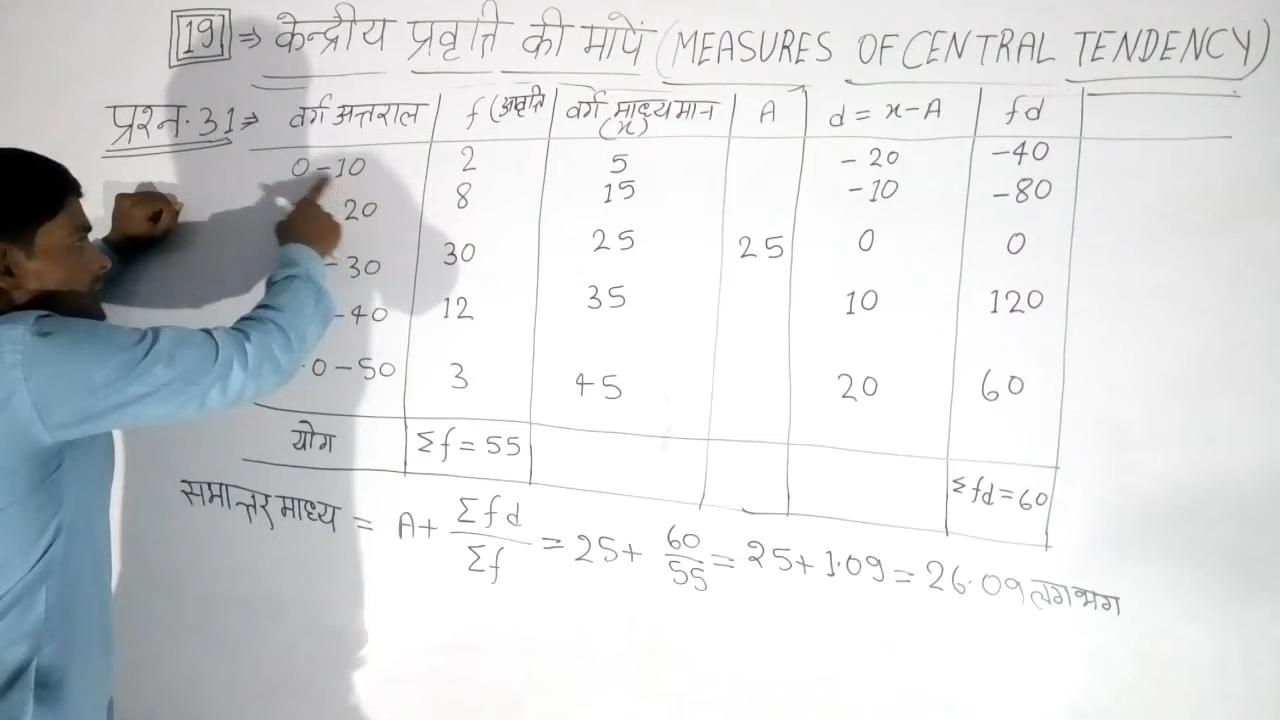 19 ⇒ केन्द्रीय प्रवृति की मापें (MEASURES OF CENTRAL TENDENCY)
प्रश्न.31⇒ वर्ग अन्तराल f (आवृति वर्ग माध्यमान (x) A d = x-A fd
0-10 2 5 -20 -40
20 8 15 -10 -80
-30 30 25 25 0 0
-40 12 35 10 120
0-50 3 45 20 60
योग Σf = 55 Σfd = 60
समान्तर माध्य = A + Σfd/Σf = 25 + 60/55 = 25 + 1.09 = 26.09 लगभग